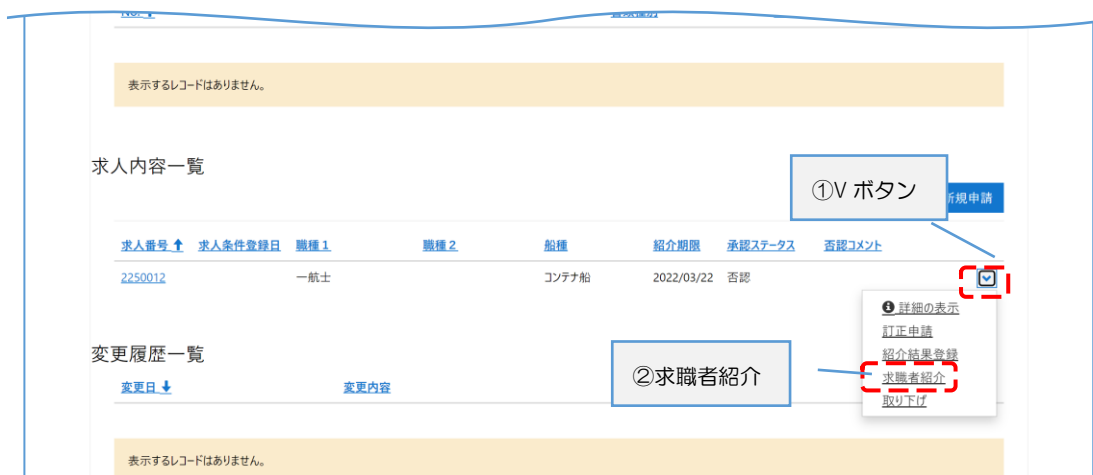 表示するレコードはありません。
求人内容一覧
①V ボタン
規申請
求人番号 求人条件登録日 職種１ 職種２ 船種 紹介期限 承認ステータス 否認コメント
2250012 一航士 コンテナ船 2022/03/22 否認
詳細の表示
訂正申請
紹介結果登録
求職者紹介
取り下げ
変更履歴一覧
②求職者紹介
変更日 変更内容
表示するレコードはありません。